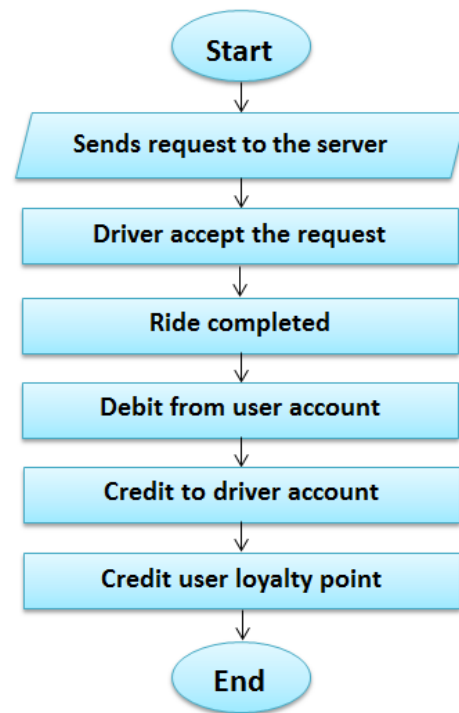 Start
Sends request to the server
Driver accept the request
Ride completed
Debit from user account
Credit to driver account
Credit user loyalty point
End